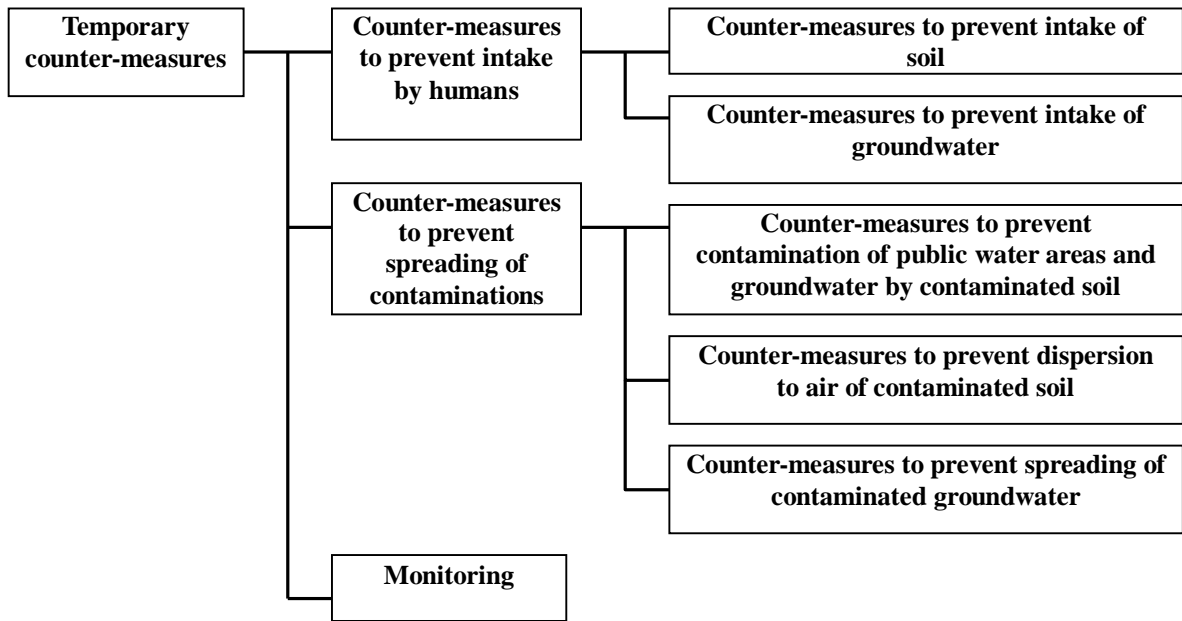 Temporary
counter-measures
Counter-measures
to prevent intake
by humans
Counter-measures to prevent intake of
soil
Counter-measures to prevent intake of
groundwater
Counter-measures
to prevent
spreading of
contaminations
Counter-measures to prevent
contamination of public water areas and
groundwater by contaminated soil
Counter-measures to prevent dispersion
to air of contaminated soil
Counter-measures to prevent spreading of
contaminated groundwater
Monitoring